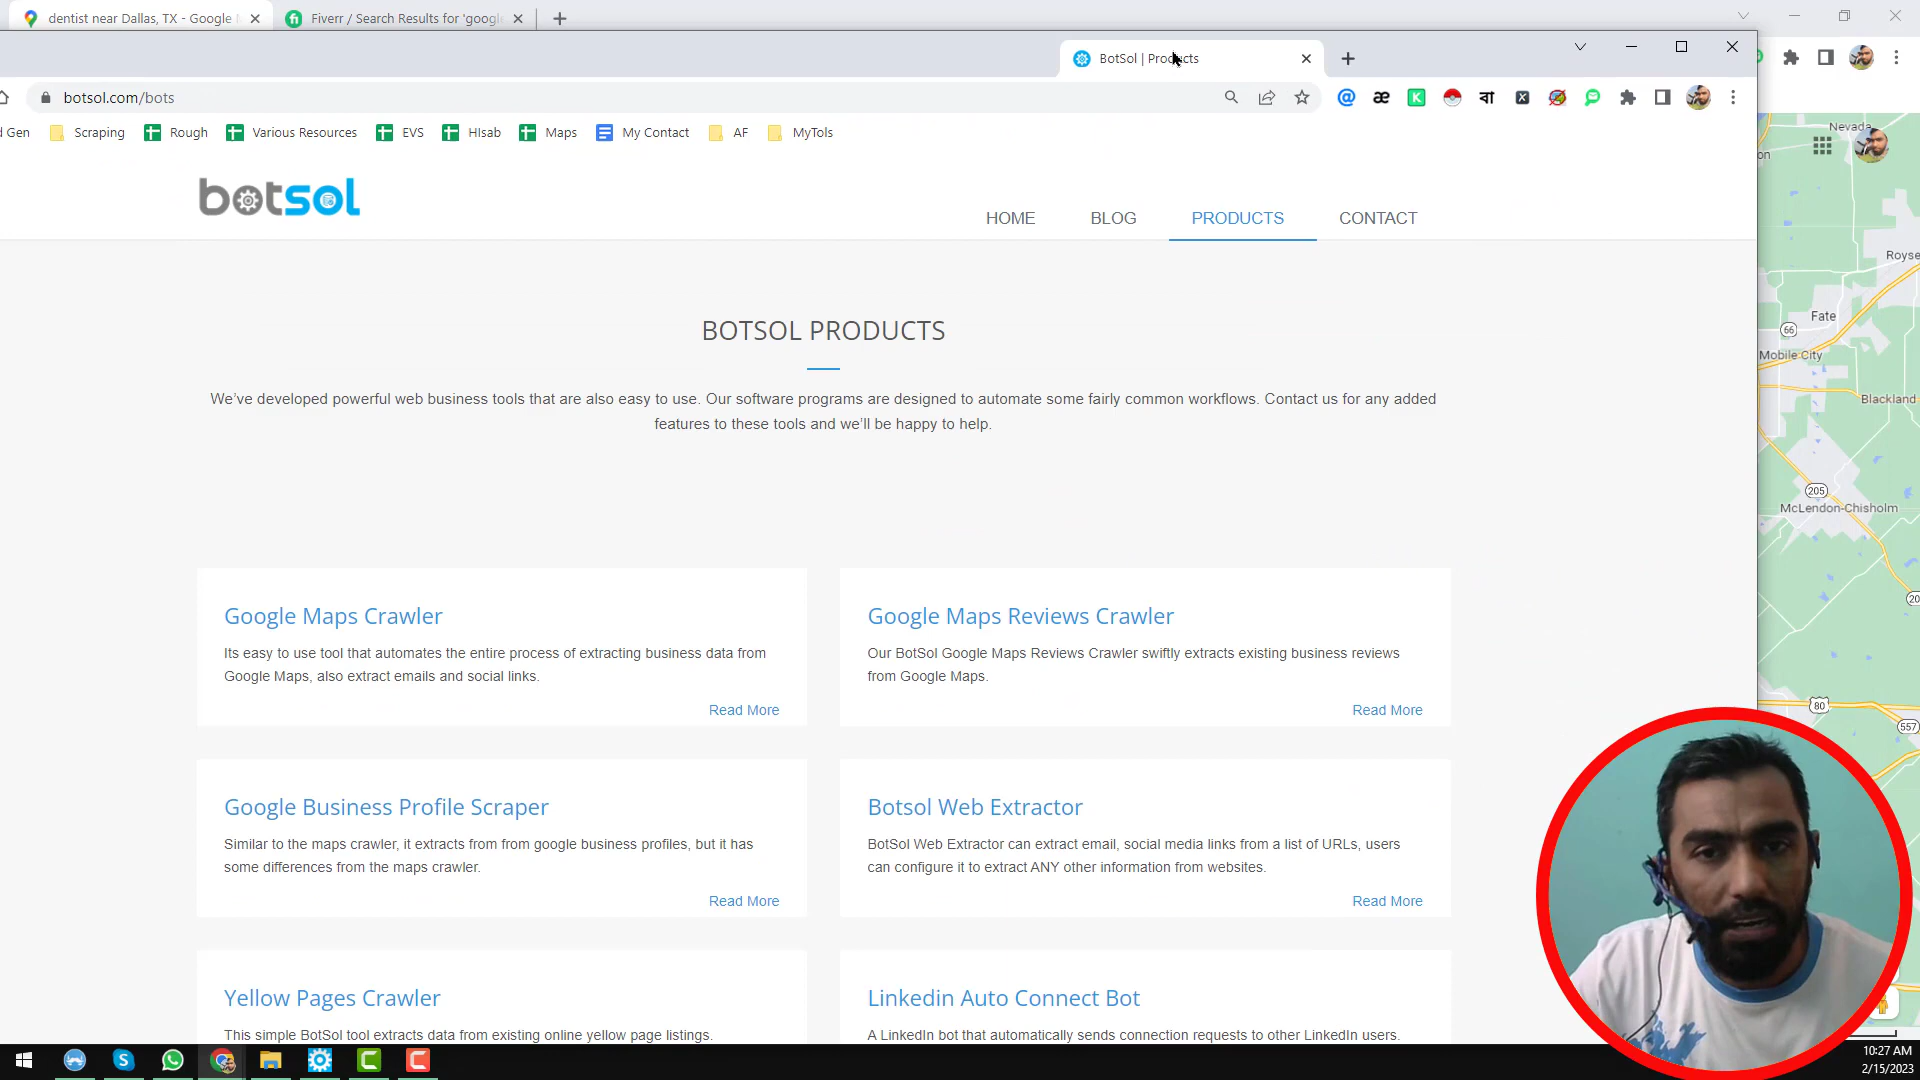 dentist near Dallas, TX - Google M
Fiverr / Search Results for 'google
BotSol | Products
botsol.com/bots
d Gen
Scraping
Rough
Various Resources
EVS
HIsab
Maps
My Contact
AF
MyTols
botsol
HOME
BLOG
PRODUCTS
CONTACT
BOTSOL PRODUCTS
We've developed powerful web business tools that are also easy to use. Our software programs are designed to automate some fairly common workflows. Contact us for any added
features to these tools and we'll be happy to help.
Google Maps Crawler
Its easy to use tool that automates the entire process of extracting business data from
Google Maps, also extract emails and social links.
Read More
Google Maps Reviews Crawler
Our BotSol Google Maps Reviews Crawler swiftly extracts existing business reviews
from Google Maps.
Read More
Google Business Profile Scraper
Similar to the maps crawler, it extracts from from google business profiles, but it has
some differences from the maps crawler.
Read More
Botsol Web Extractor
BotSol Web Extractor can extract email, social media links from a list of URLs, users
can configure it to extract ANY other information from websites.
Read More
Yellow Pages Crawler
This simple BotSol tool extracts data from existing online yellow page listings.
Linkedin Auto Connect Bot
A LinkedIn bot that automatically sends connection requests to other LinkedIn users.
Nevada
on
Royse
Fate
66
Mobile City
Blackland
205
McLendon-Chisholm
20
80
557
10:27 AM
2/15/2023